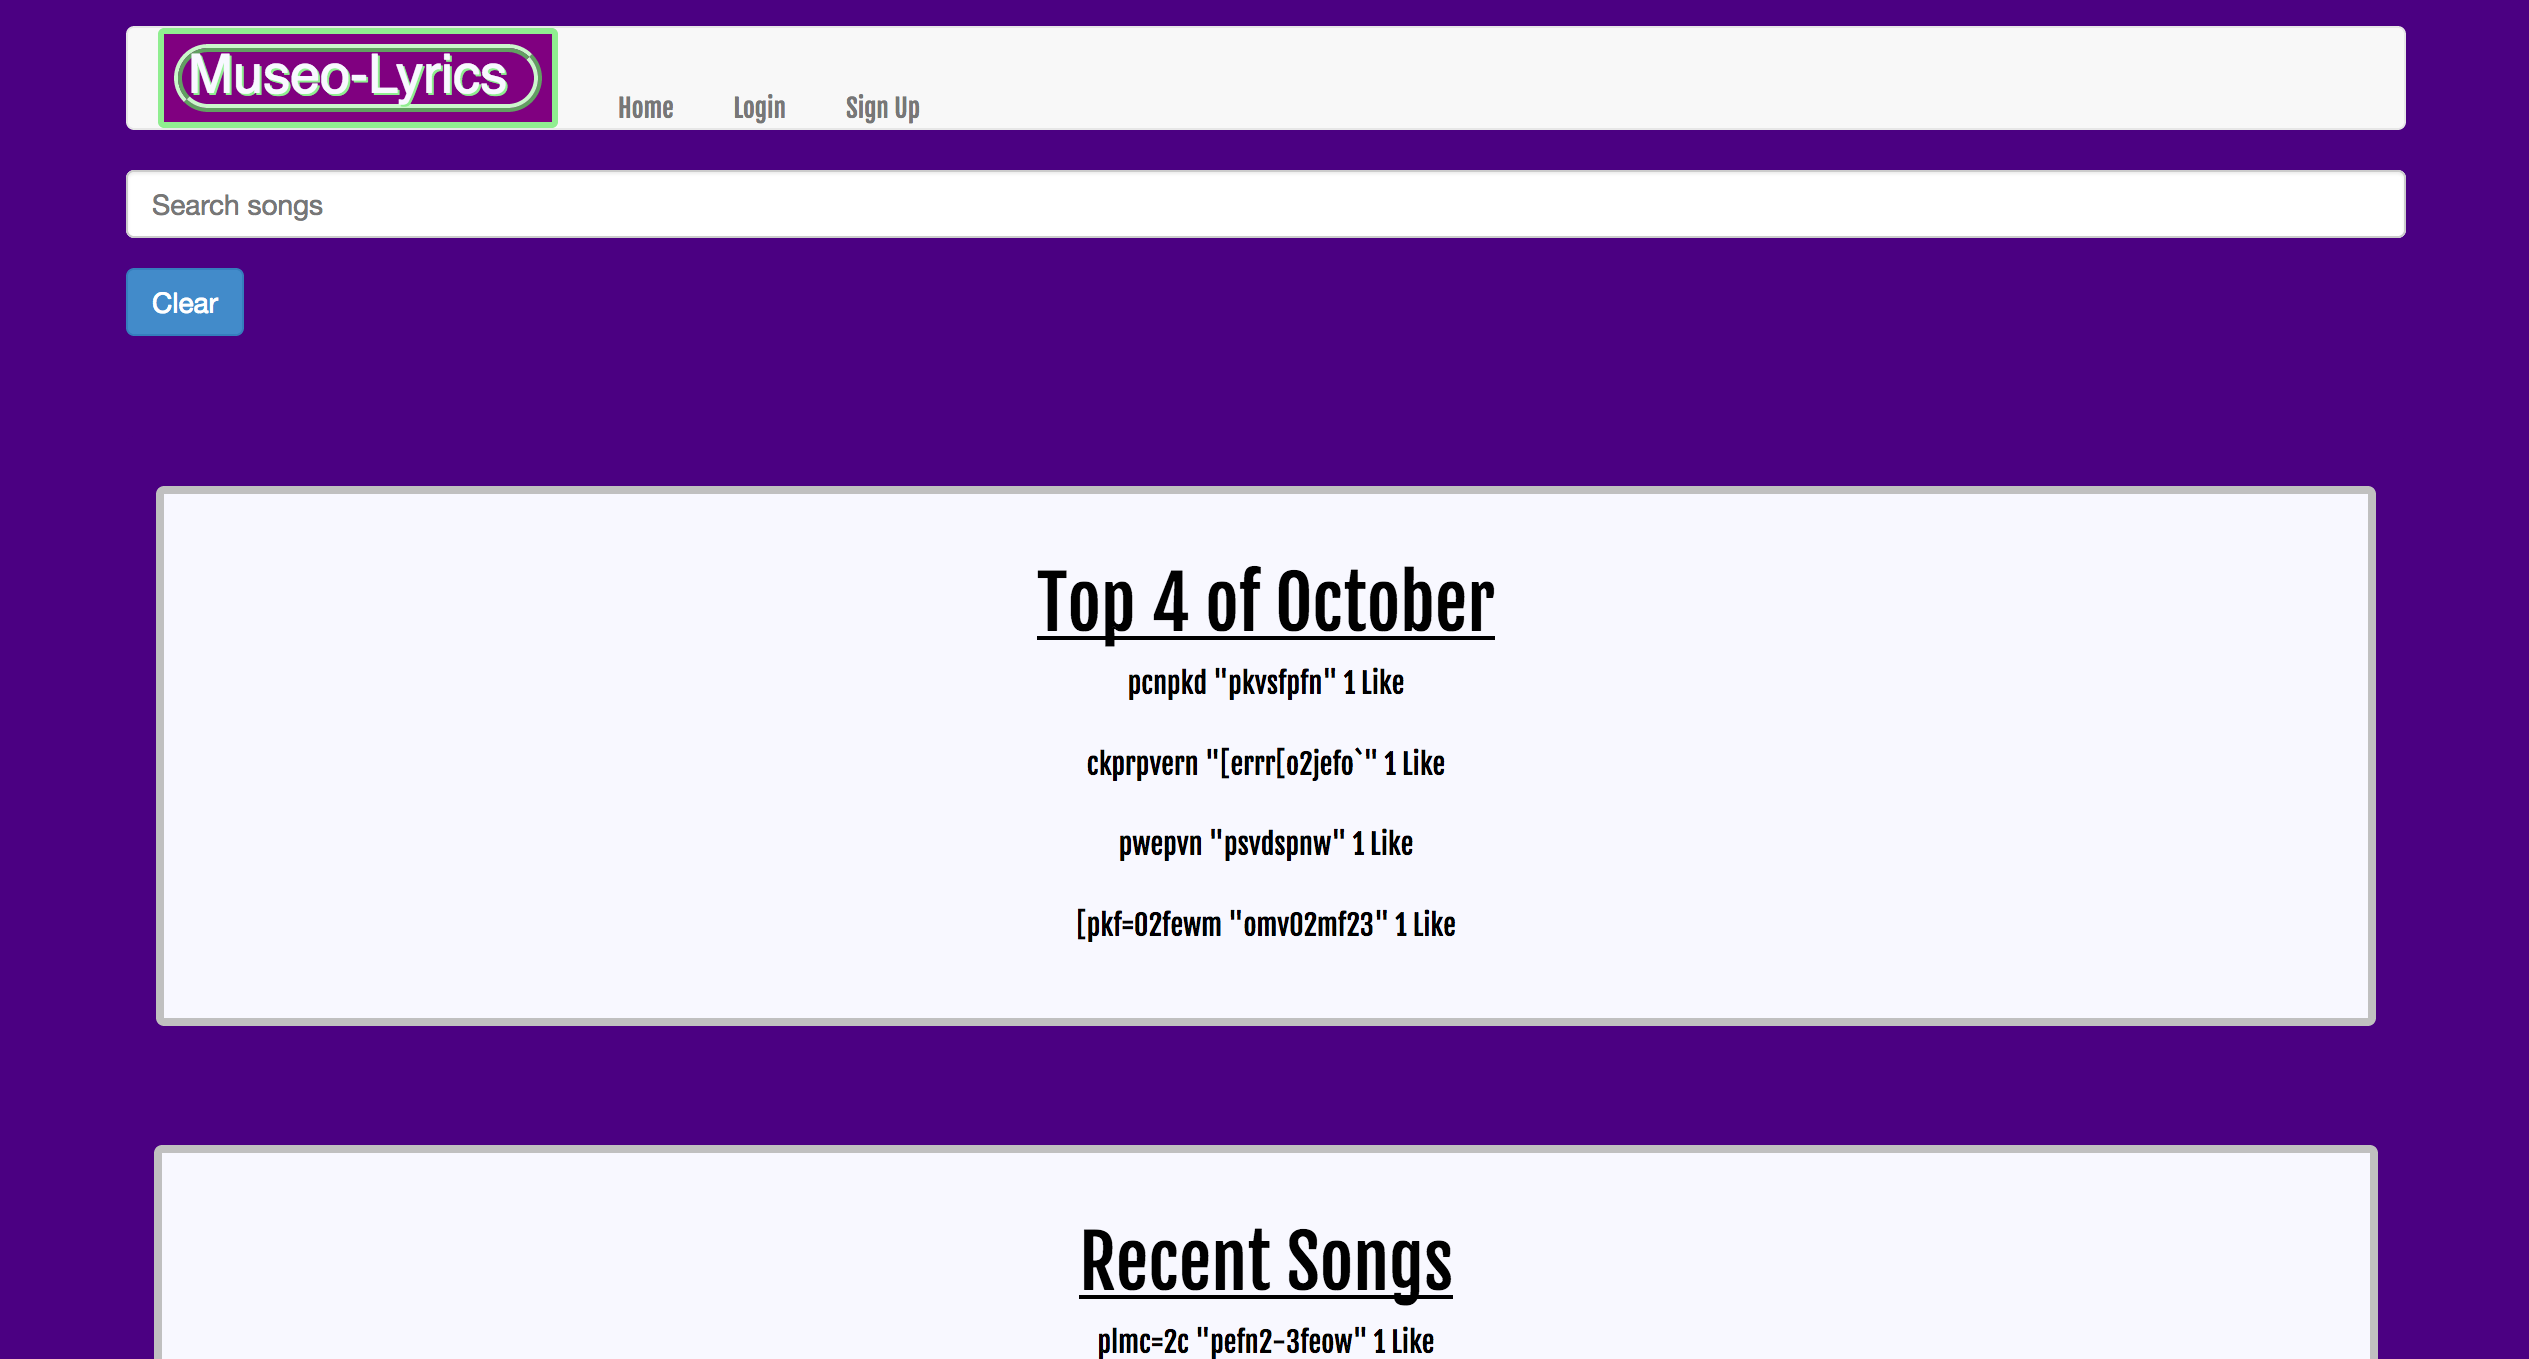 Museo-Lyrics
Home Login Sign Up
Search songs
Clear
Top 4 of October
pcnpkd "pkvsfpfn" 1 Like
ckprpvern "[errr[o2jefo`" 1 Like
pwepvn "psvdspnw" 1 Like
[pkf=02fewm "omv02mf23" 1 Like
Recent Songs
plmc=2c "pefn2-3feow" 1 Like